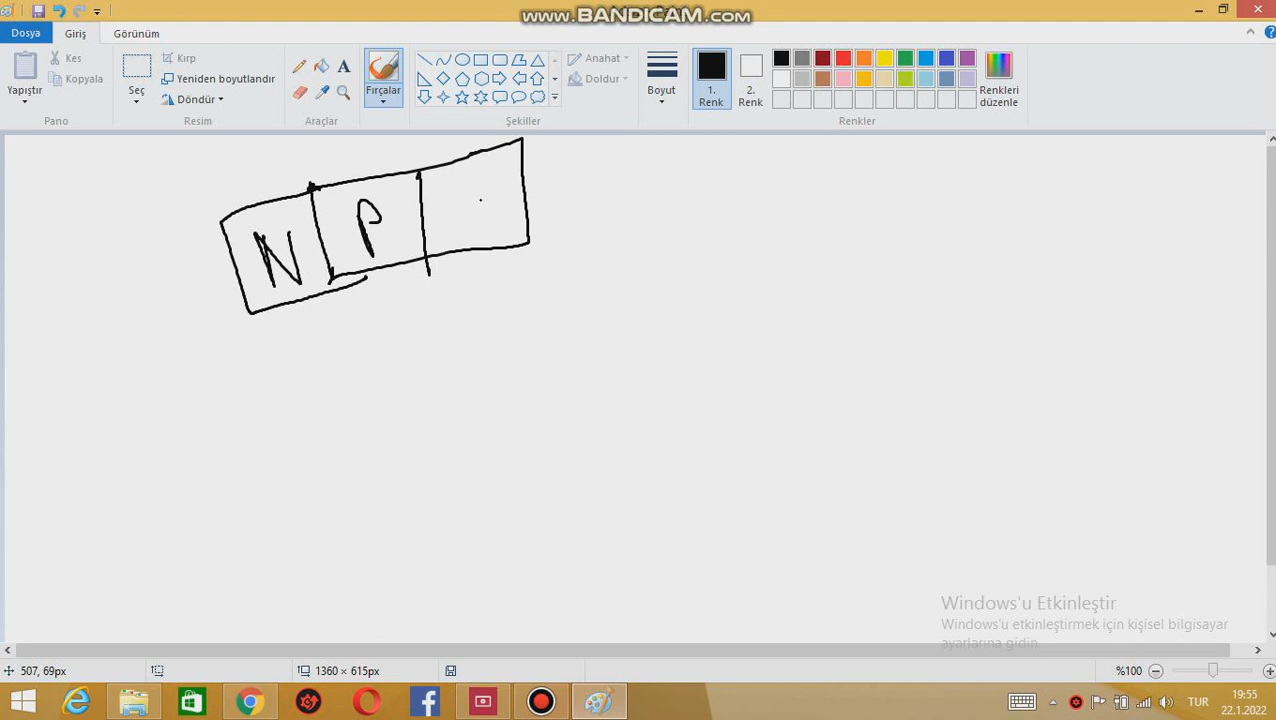 www.BANDICAM.com
Dosya Giriş Görünüm
Yapıştır
Kes
Kopyala
Pano
Seç
Kırp
Yeniden boyutlandır
Döndür
Resim
A
Fırçalar
Araçlar
Anahat
Doldur
Şekiller
Boyut
1. Renk
2. Renk
Renkleri düzenle
Renkler
N P
Windows'u Etkinleştir
Windows'u etkinleştirmek için kişisel bilgisayar
ayarlarına gidin.
507, 69px 1360 × 615px %100
TUR 19:55
22.1.2022